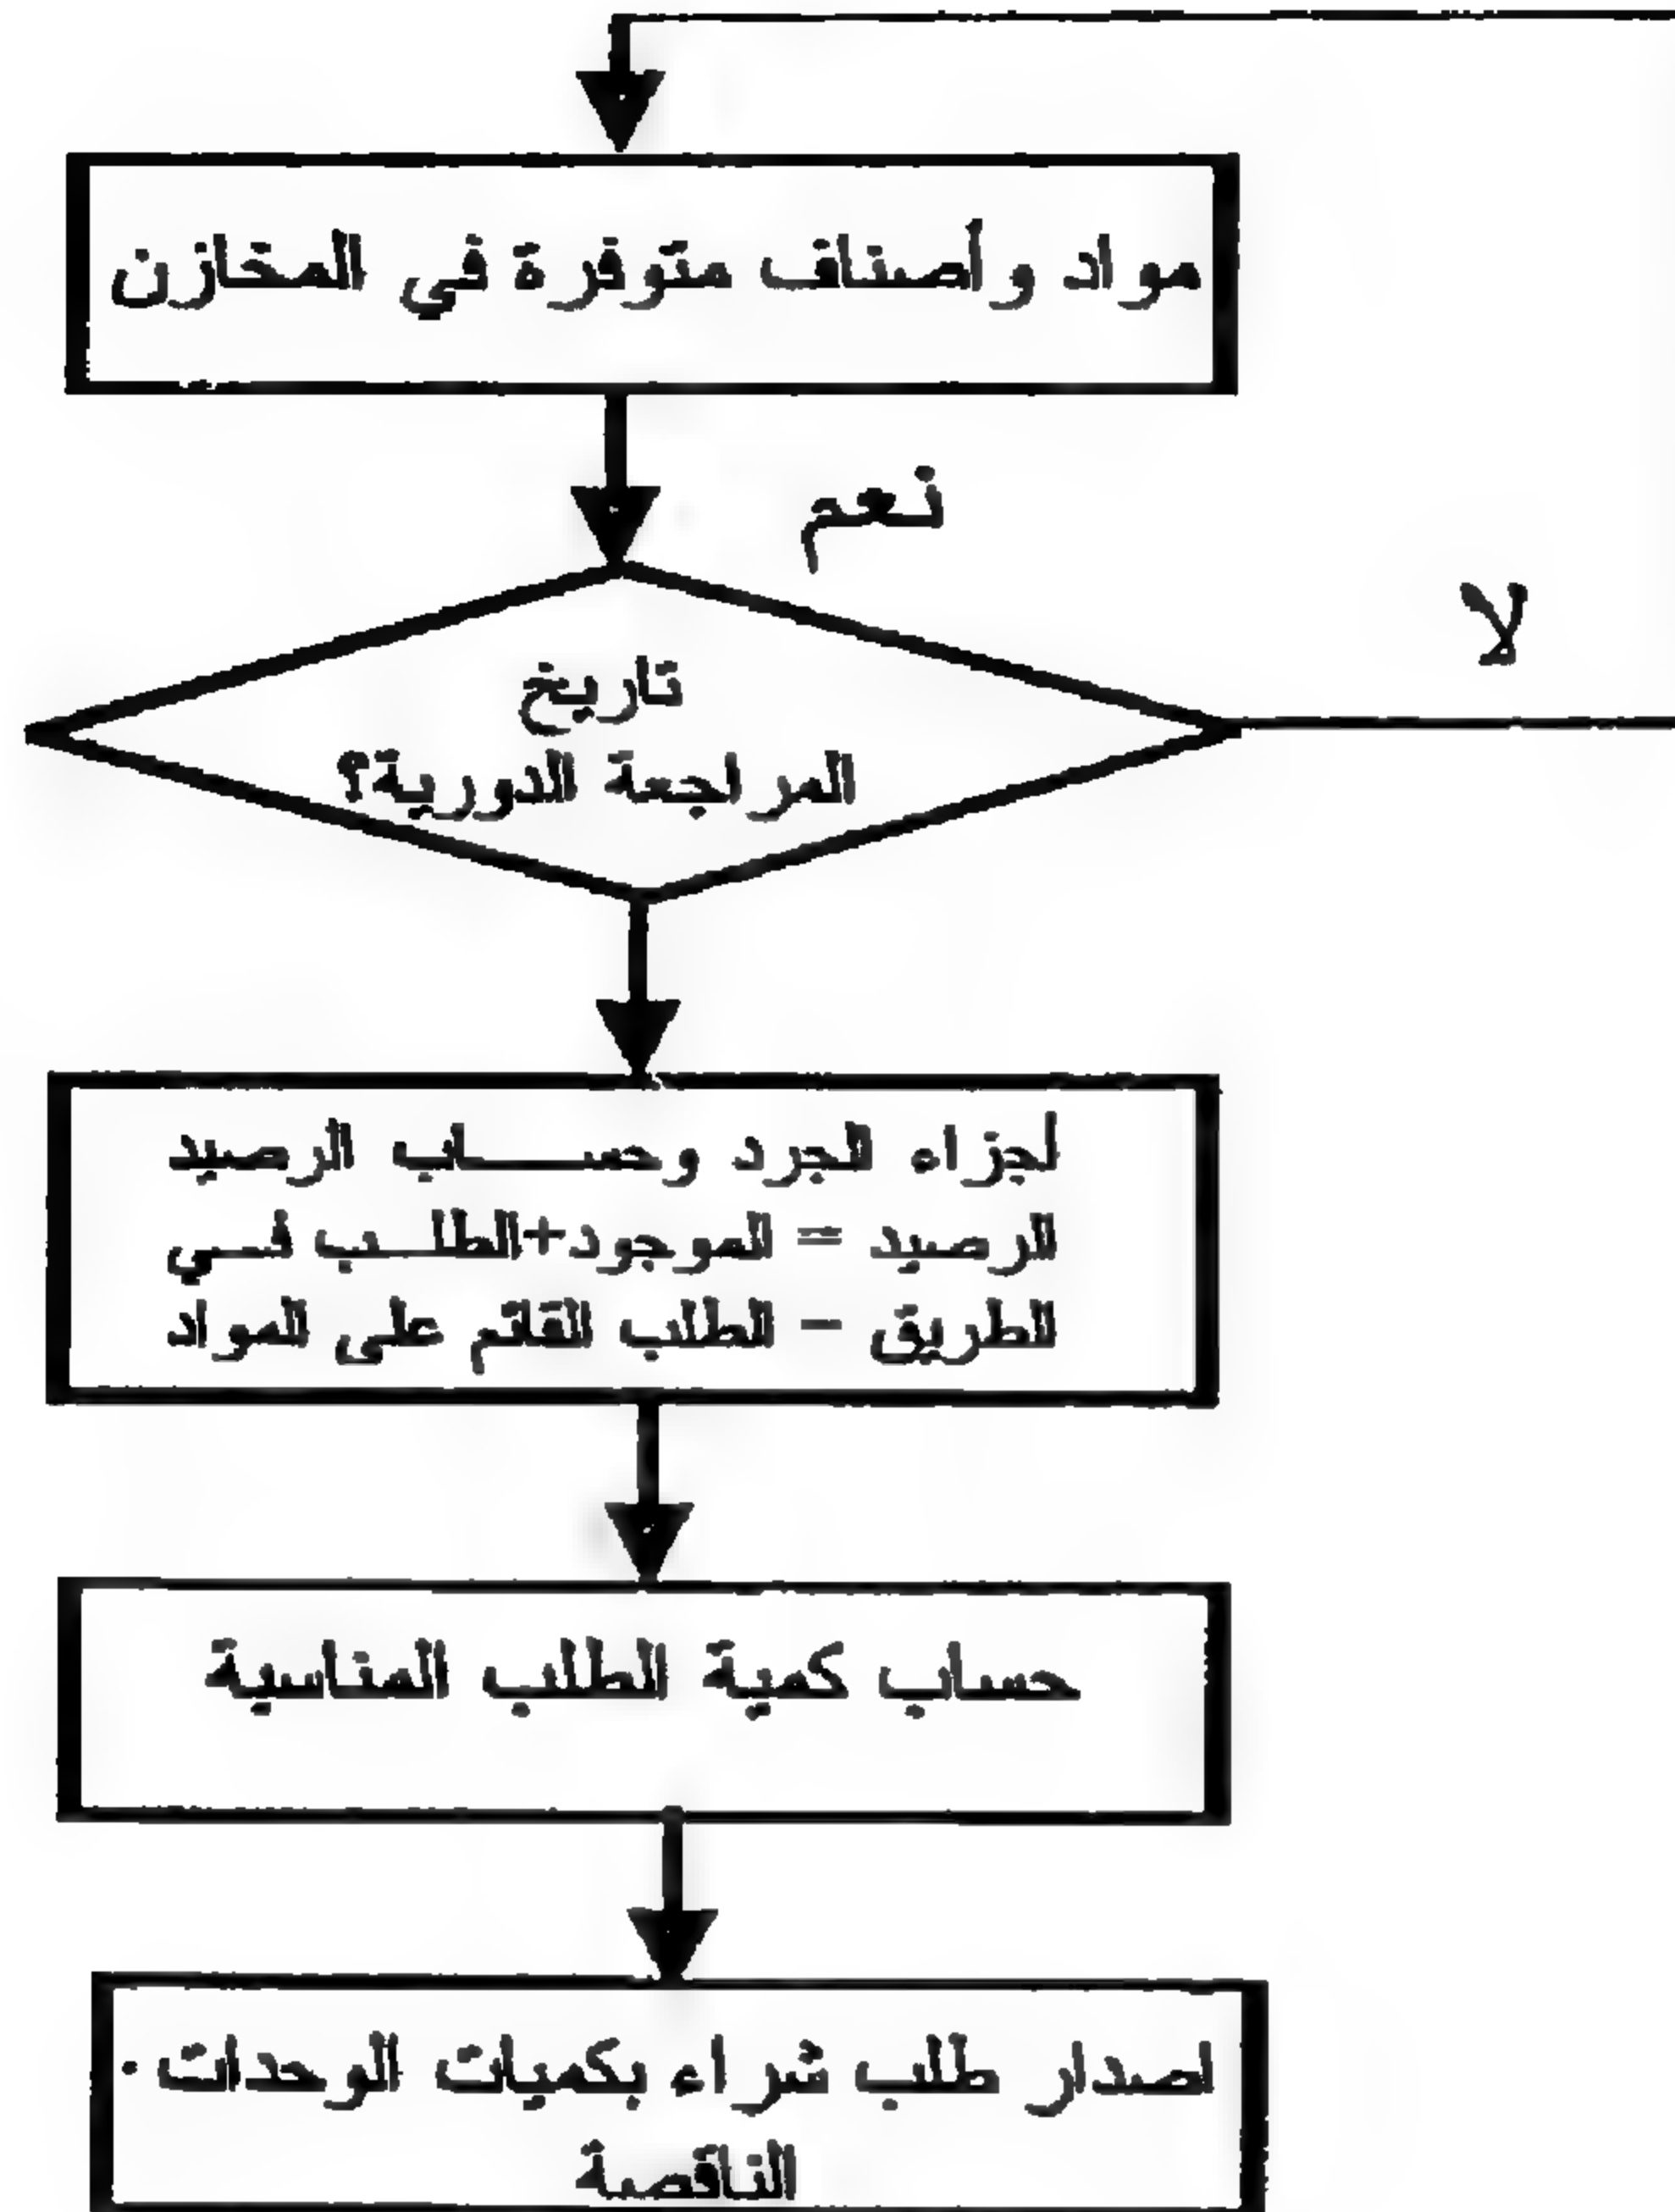 مواد وأصناف متوفرة في المخازن
نعم
لا
تاريخ
المراجعة الدورية؟
أجزاء الجرد وحساب الرصيد
الرصيد = الموجود+الطلب في
الطريق - الطلب القائم على المواد
حساب كمية الطلب المناسبة
اصدار طلب شراء بكميات الوحدات.
الناقصة